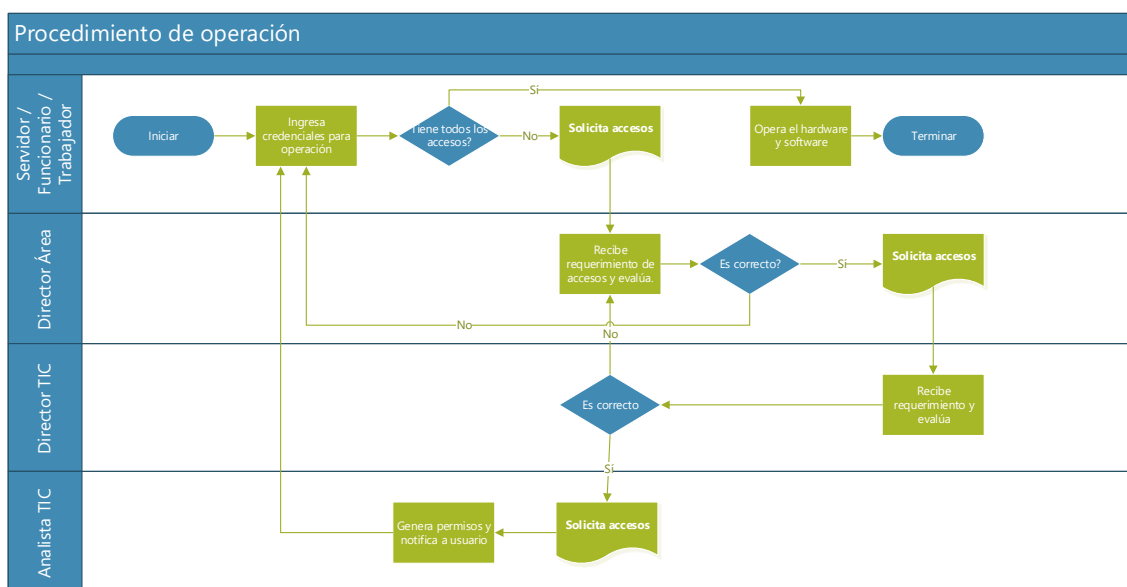 Procedimiento de operación
Servidor /
Funcionario /
Trabajador
Iniciar
Ingresa
credenciales para
operación
Tiene todos los
accesos?
Si
No
Solicita accesos
Opera el hardware
y software
Terminar
Director Área
Recibe
requerimiento de
accesos y evalúa.
Es correcto?
Si
Solicita accesos
No
No
Director TIC
Es correcto
Recibe
requerimiento y
evalúa
Si
Analista TIC
Genera permisos y
notifica a usuario
Solicita accesos